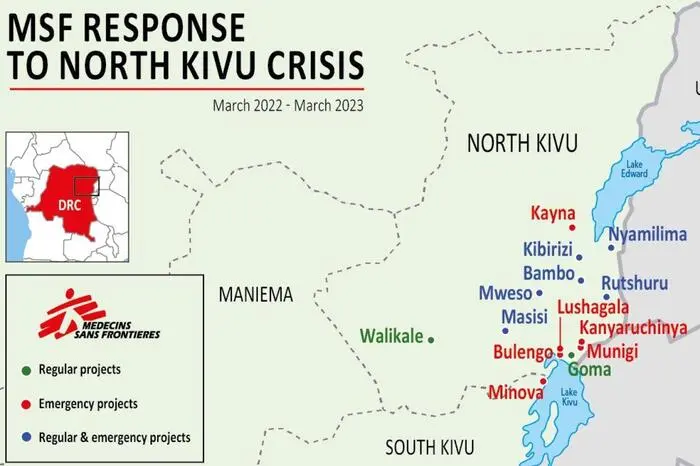 MSF RESPONSE
TO NORTH KIVU CRISIS
March 2022 - March 2023
NORTH KIVU
U
Lake
Edward
DRC
Kayna
Nyamilima
Kibirizi
Bambo
Rutshuru
Mweso
MANIEMA
Lushagala
Masisi
Kanyaruchinya
Walikale
Bulengo
Munigi
Goma
Minova
Lake
Kivu
SOUTH KIVU
MEDECINS
SANS FRONTIERES
Regular projects
Emergency projects
Regular & emergency projects